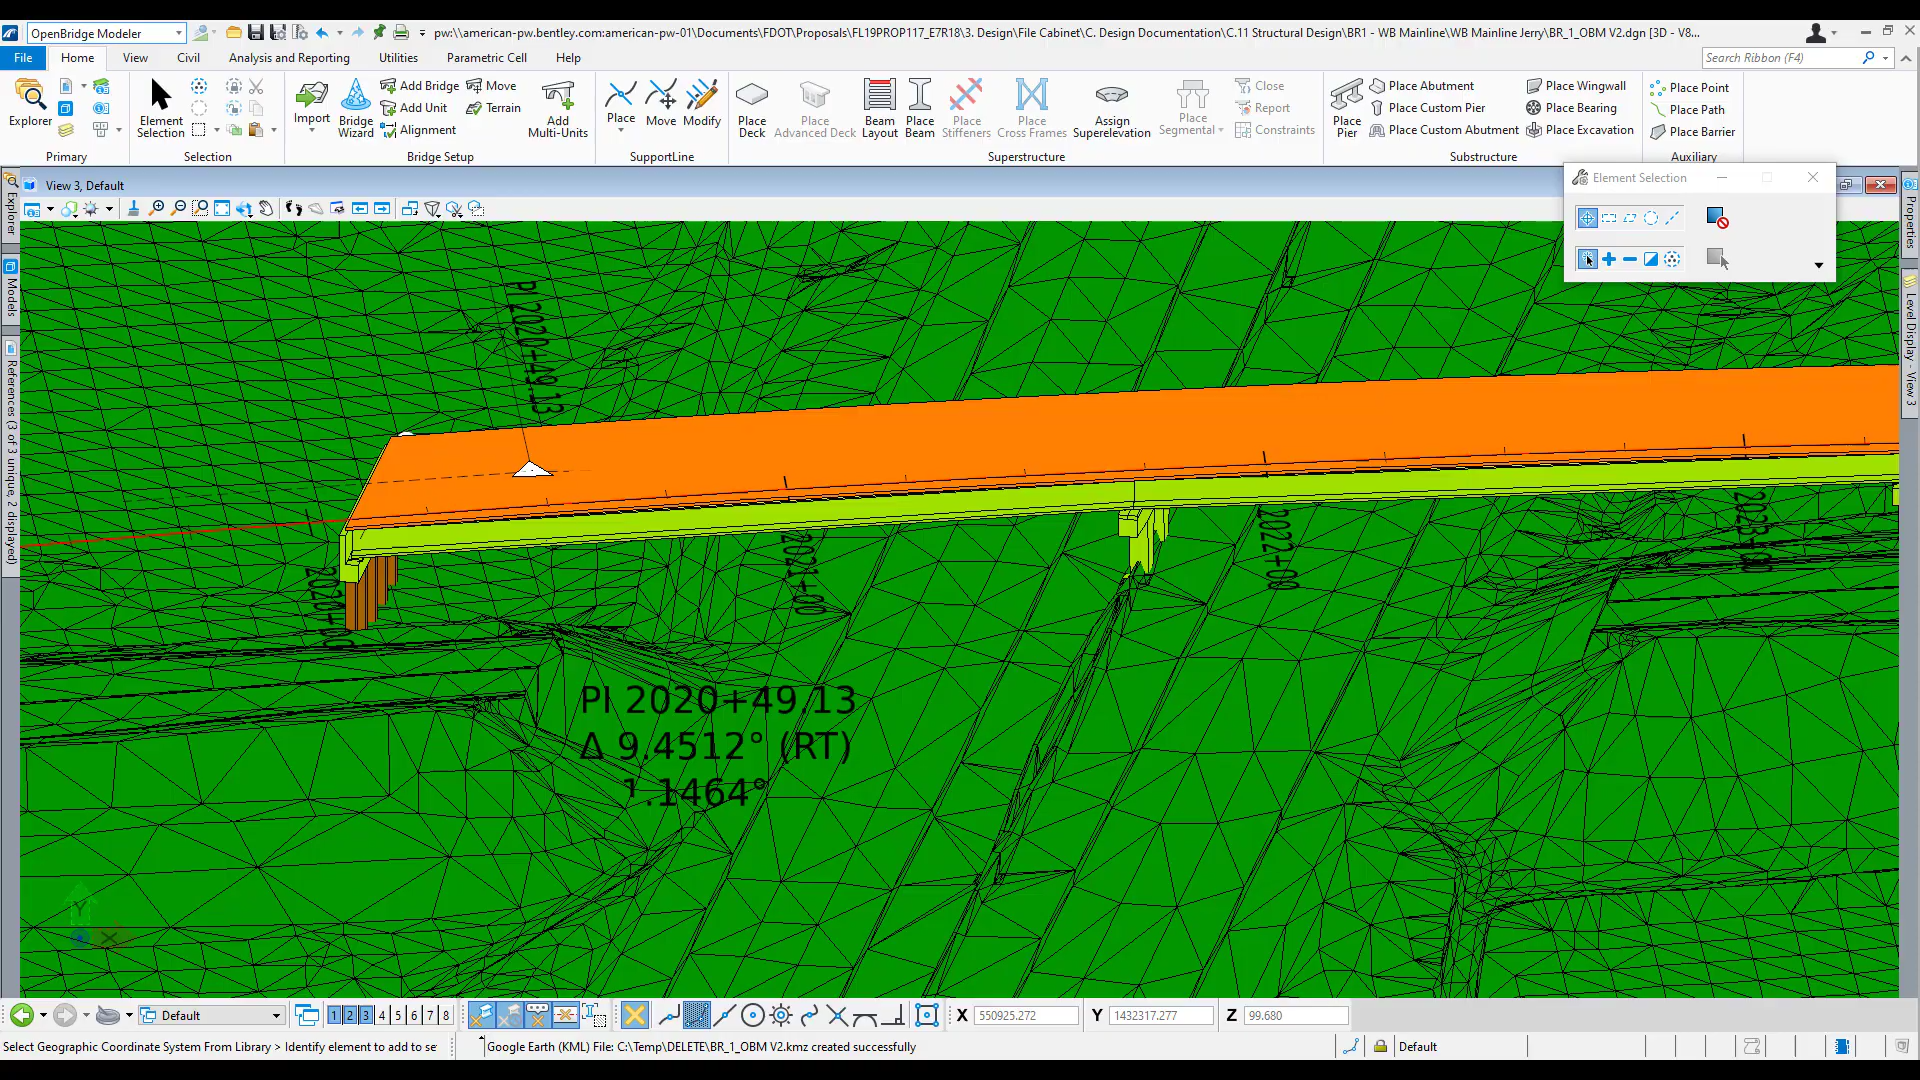 OpenBridge Modeler
pw:\\american-pw.bentley.com:american-pw-01\Documents\FDOT\Proposals\FL19PROP117_E7R18\3. Design\File Cabinet\C. Design Documentation\C.11 Structural Design\BR1 - WB Mainline\WB Mainline Jerry\BR_1_OBM V2.dgn [3D - V8...
File Home View Civil Analysis and Reporting Utilities Parametric Cell Help
Search Ribbon (F4)
Explorer
Primary
Element Selection
Selection
Import
Bridge Wizard
Add Bridge
Add Unit
Alignment
Move
Terrain
Add Multi-Units
Bridge Setup
Place
Move
Modify
SupportLine
Place Deck
Place Advanced Deck
Beam Layout
Place Beam
Place Stiffeners
Place Cross Frames
Assign Superelevation
Place Segmental
Close
Report
Constraints
Superstructure
Place Pier
Place Abutment
Place Custom Pier
Place Custom Abutment
Place Wingwall
Place Bearing
Place Excavation
Substructure
Place Point
Place Path
Place Barrier
Auxiliary
View 3, Default
Element Selection
Explorer
Models
References (3 of 3 unique, 2 displayed)
Properties
Level Display - View 3
PI 2020+49.13
2020+00
2021+00
2022+00
2023+00
PI 2020+49.13
Δ 9.4512° (RT)
1.1464°
Y
X
Default
1 2 3 4 5 6 7 8
X 550925.272
Y 1432317.277
Z 99.680
Select Geographic Coordinate System From Library > Identify element to add to se
Google Earth (KML) File: C:\Temp\DELETE\BR_1_OBM V2.kmz created successfully
Default